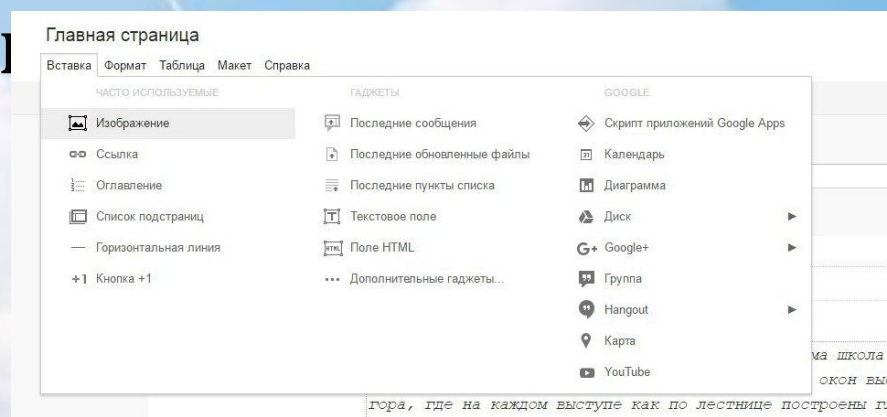 Главная страница
Вставка Формат Таблица Макет Справка
ЧАСТО ИСПОЛЬЗУЕМЫЕ
Изображение
Ссылка
Оглавление
Список подстраниц
Горизонтальная линия
+1 Кнопка +1
ГАДЖЕТЫ
Последние сообщения
Последние обновленные файлы
Последние пункты списка
Текстовое поле
HTML Поле HTML
Дополнительные гаджеты...
GOOGLE
Скрипт приложений Google Apps
31 Календарь
Диаграмма
Диск
G+ Google+
Группа
Hangout
Карта
YouTube
школа
окон
гора, где на каждом выступе как по лестнице построены